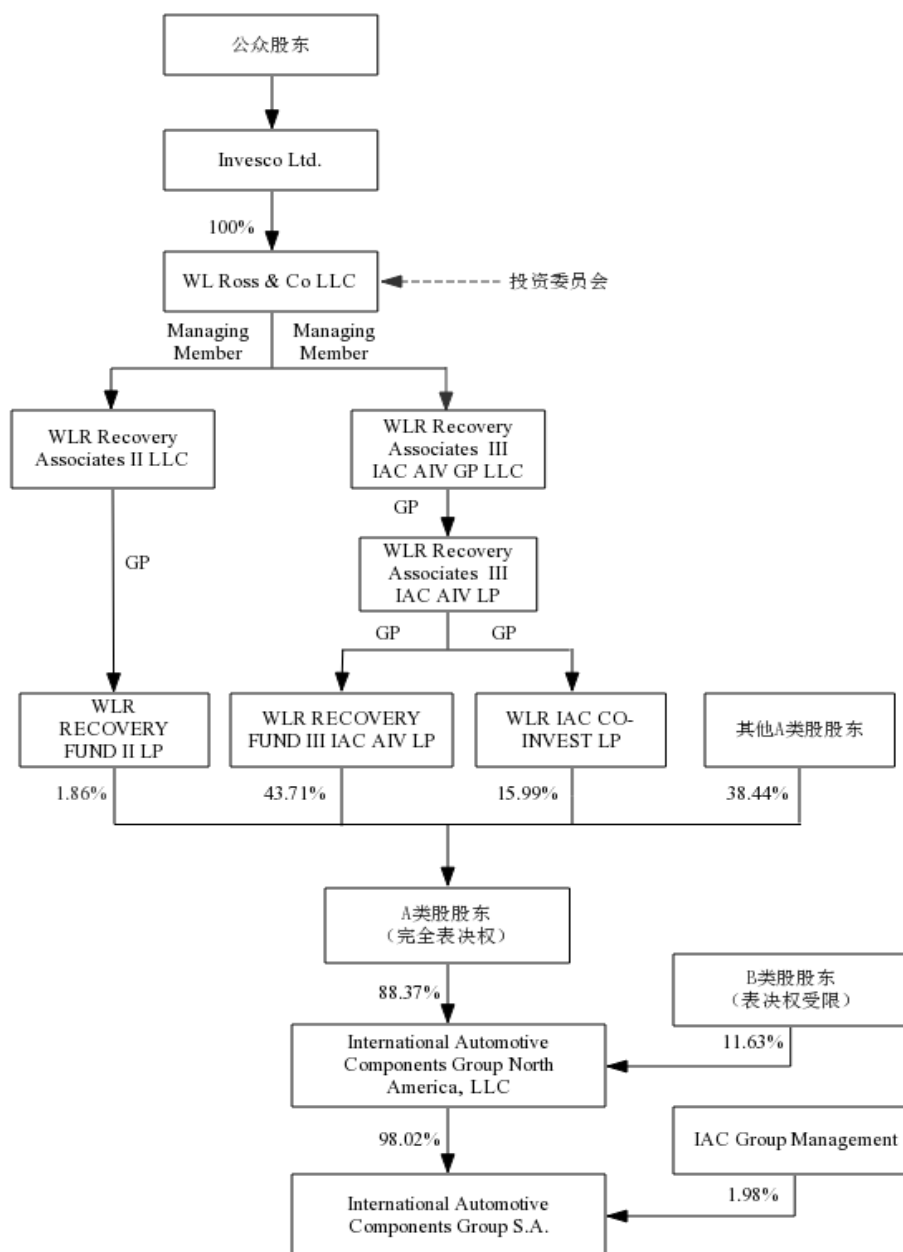 公众股东
Invesco Ltd.
100%
WL Ross & Co LLC
投资委员会
Managing
Member
Managing
Member
WLR Recovery
Associates II LLC
WLR Recovery
Associates III
IAC AIV GP LLC
GP
GP
WLR Recovery
Associates III
IAC AIV LP
GP
GP
WLR
RECOVERY
FUND II LP
WLR RECOVERY
FUND III IAC AIV LP
WLR IAC CO-
INVEST LP
其他A类股股东
1.86%
43.71%
15.99%
38.44%
A类股股东
（完全表决权）
88.37%
B类股股东
（表决权受限）
11.63%
International Automotive
Components Group North
America, LLC
98.02%
IAC Group Management
1.98%
International Automotive
Components Group S.A.